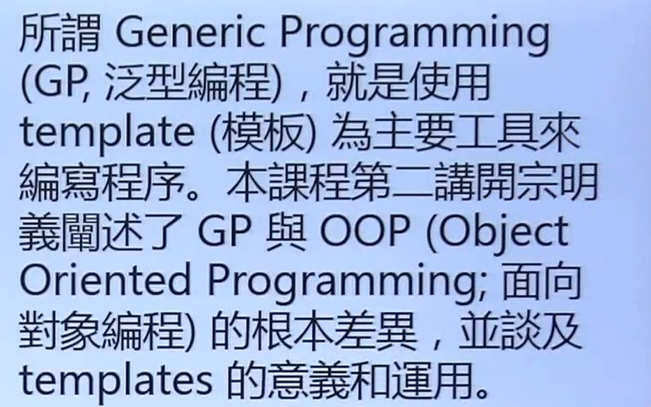 所謂 Generic Programming
(GP, 泛型編程)，就是使用
template (模板) 為主要工具來
編寫程序。本課程第二講開宗明
義闡述了 GP 與 OOP (Object
Oriented Programming; 面向
對象編程) 的根本差異，並談及
templates 的意義和運用。